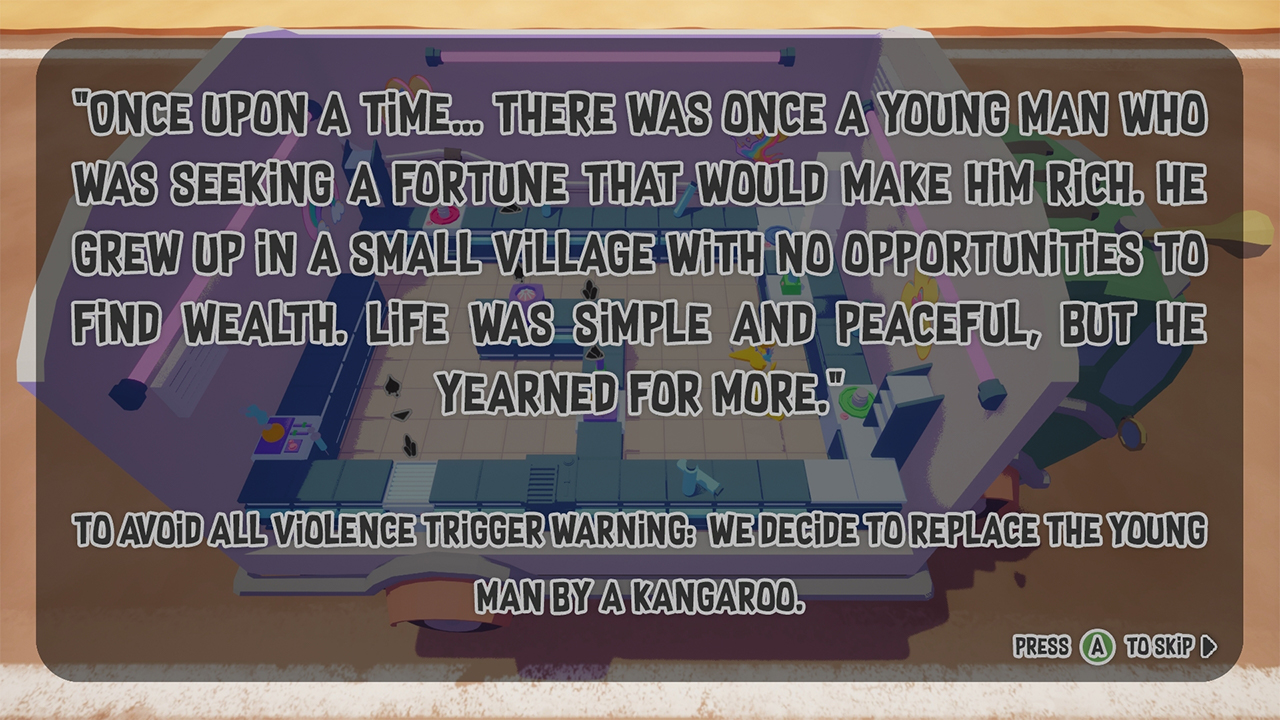 "ONCE UPON A TiME... THERE WAS ONCE A YOUNG MAN WHO
WAS SEEKiNG A FORTUNE THAT WOULD MAKE HiM RiCH. HE
GREW UP iN A SMALL ViLLAGE WiTH NO OPPORTUNiTiES TO
FiND WEALTH. LiFE WAS SiMPLE AND PEACEFUL, BUT HE
YEARNED FOR MORE."
TO AVOiD ALL ViOLENCE TRiGGER WARNiNG: WE DECiDE TO REPLACE THE YOUNG
MAN BY A KANGAROO.
PRESS A TO SKiP